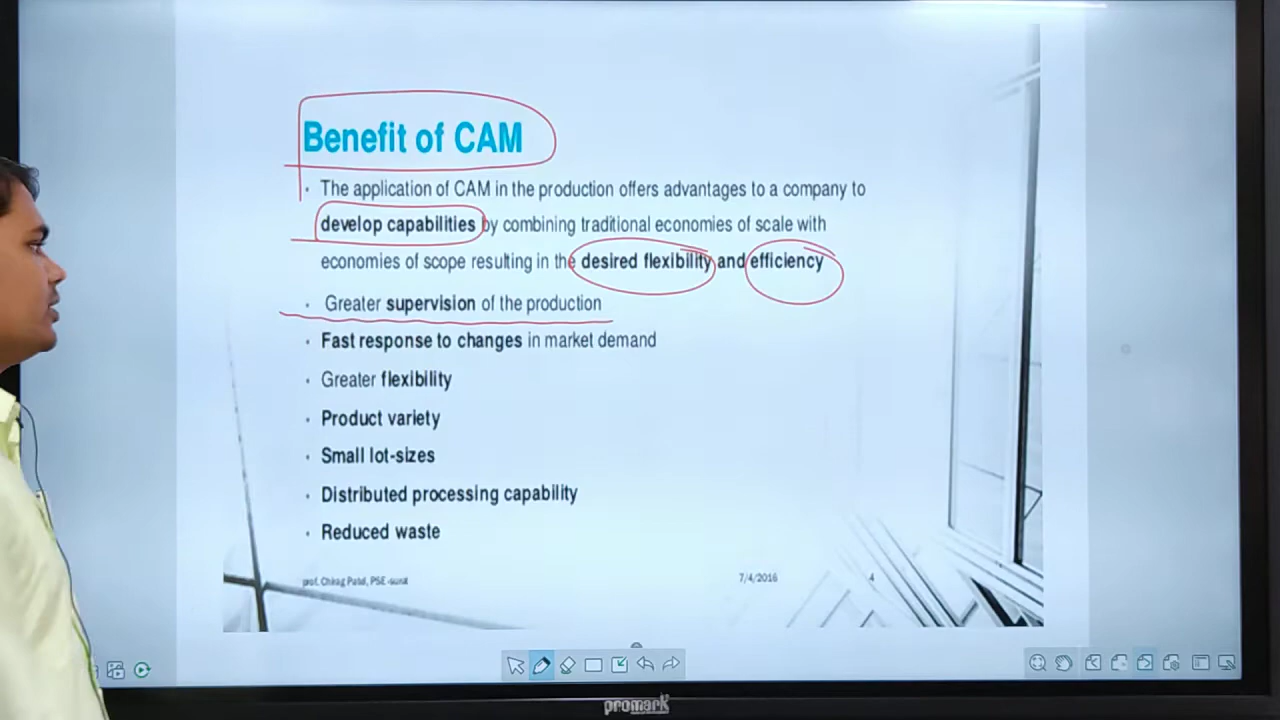 Benefit of CAM
· The application of CAM in the production offers advantages to a company to
develop capabilities by combining traditional economies of scale with
economies of scope resulting in the desired flexibility and efficiency
· Greater supervision of the production
· Fast response to changes in market demand
· Greater flexibility
· Product variety
· Small lot-sizes
· Distributed processing capability
· Reduced waste
prof. Chirag Patel, PSE -surat 7/4/2016 4
promark